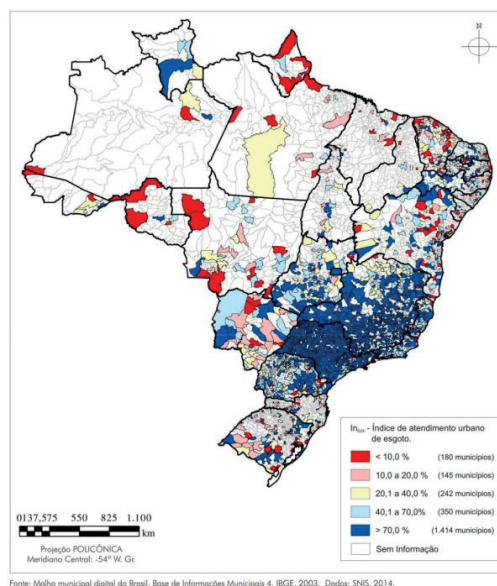 N
In₀₂₄ - Índice de atendimento urbano
de esgoto.
< 10,0 % (180 municípios)
10,0 a 20,0 % (145 municípios)
20,1 a 40,0 % (242 municípios)
40,1 a 70,0% (350 municípios)
> 70,0 % (1.414 municípios)
Sem Informação
0137,575 550 825 1.100
km
Projeção POLICÔNICA
Meridiano Central: -54º W. Gr.
Fonte: Malha municipal digital do Brasil, Base de Informações Municipais 4, IBGE, 2003. Dados: SNIS, 2014.